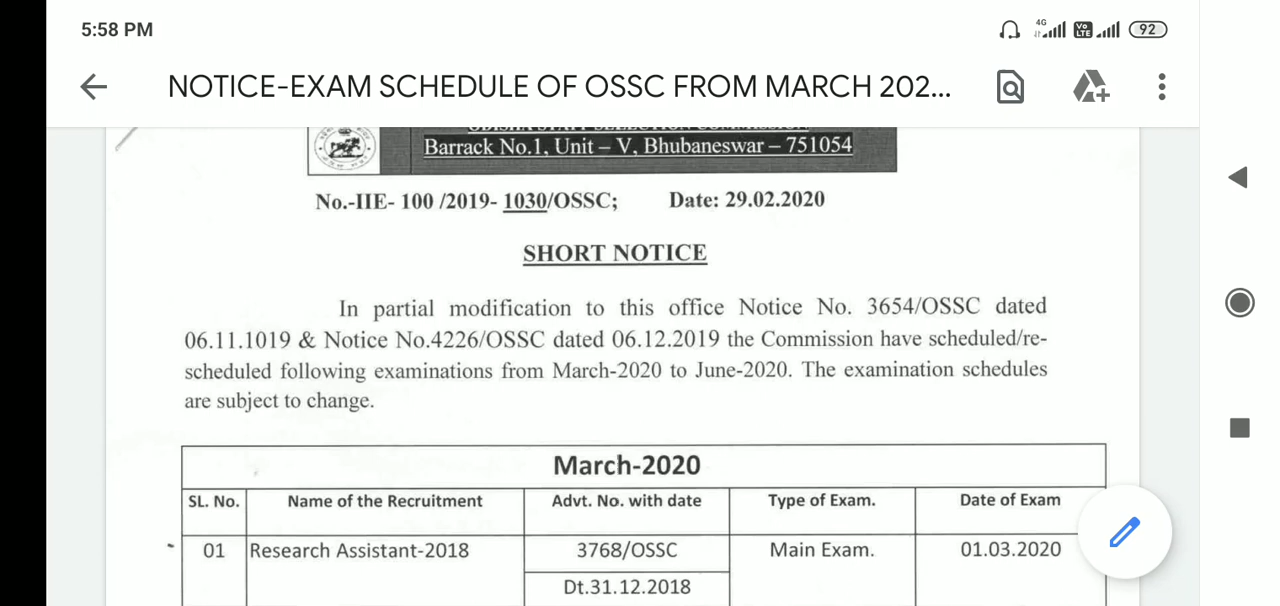 5:58 PM
4G
Vo
LTE
92
NOTICE-EXAM SCHEDULE OF OSSC FROM MARCH 202...
Barrack No.1, Unit – V, Bhubaneswar – 751054
No.-IIE- 100 /2019- 1030/OSSC; Date: 29.02.2020
SHORT NOTICE
In partial modification to this office Notice No. 3654/OSSC dated
06.11.1019 & Notice No.4226/OSSC dated 06.12.2019 the Commission have scheduled/re-
scheduled following examinations from March-2020 to June-2020. The examination schedules
are subject to change.
March-2020
SL. No. Name of the Recruitment Advt. No. with date Type of Exam. Date of Exam
01 Research Assistant-2018 3768/OSSC Main Exam. 01.03.2020
Dt.31.12.2018